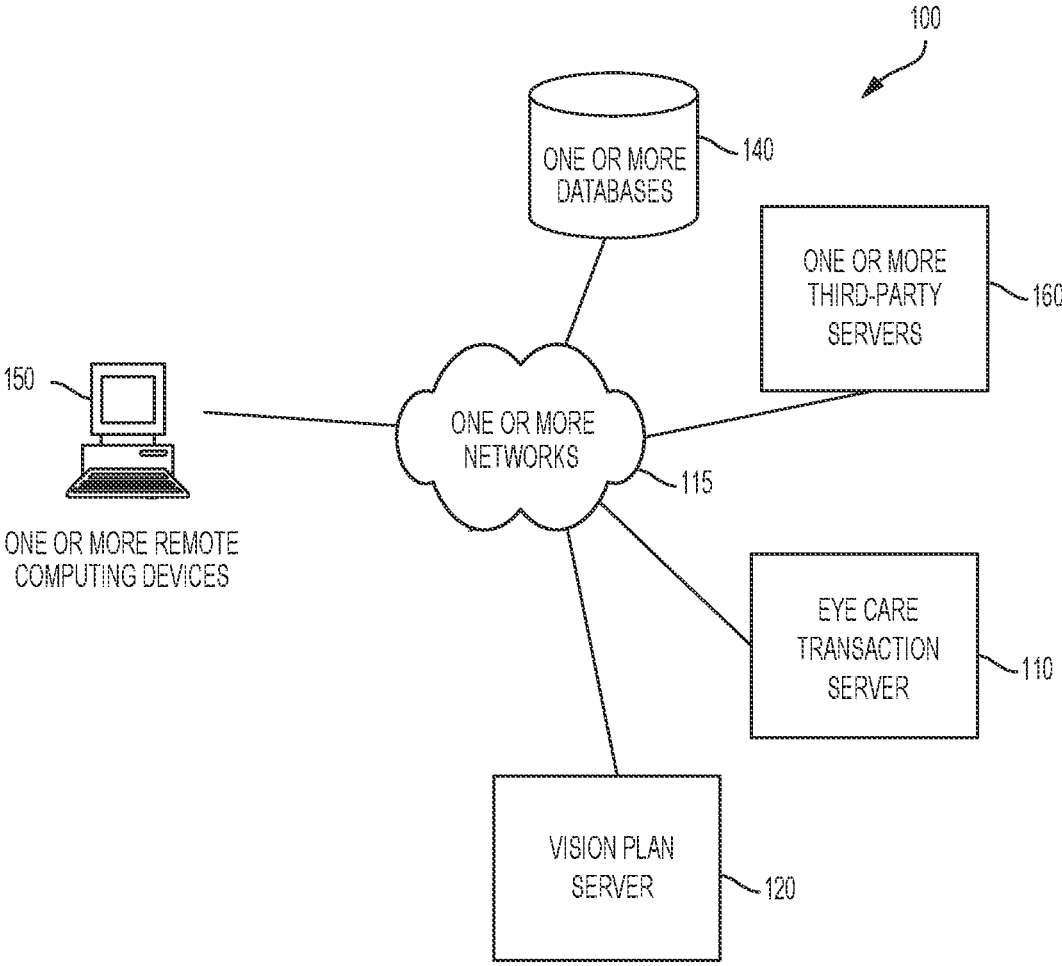 100
ONE OR MORE
DATABASES
140
ONE OR MORE
THIRD-PARTY
SERVERS
160
150
ONE OR MORE
NETWORKS
115
ONE OR MORE REMOTE
COMPUTING DEVICES
EYE CARE
TRANSACTION
SERVER
110
VISION PLAN
SERVER
120